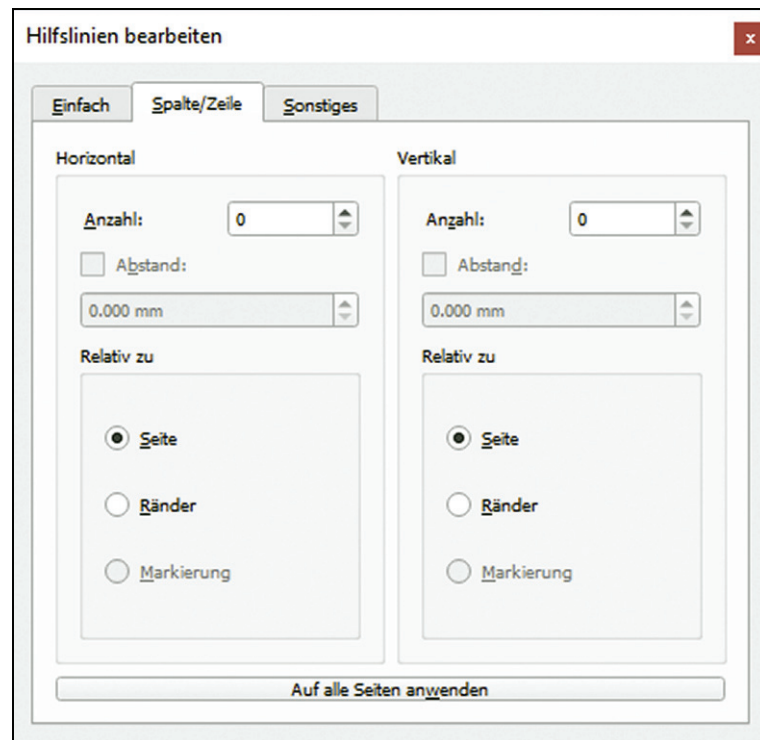 Hilfslinien bearbeiten
x
Einfach Spalte/Zeile Sonstiges
Horizontal
Anzahl: 0
Abstand:
0.000 mm
Relativ zu
Seite
Ränder
Markierung
Vertikal
Anzahl: 0
Abstand:
0.000 mm
Relativ zu
Seite
Ränder
Markierung
Auf alle Seiten anwenden